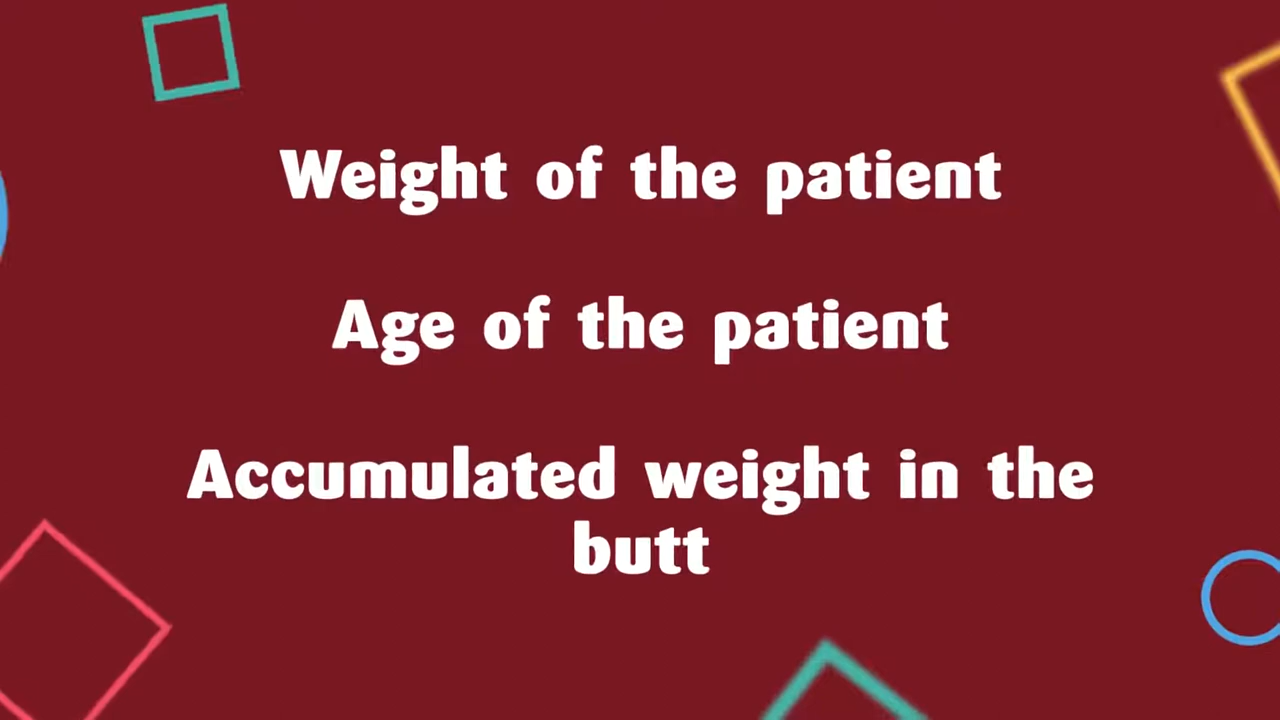 Weight of the patient
Age of the patient
Accumulated weight in the
butt